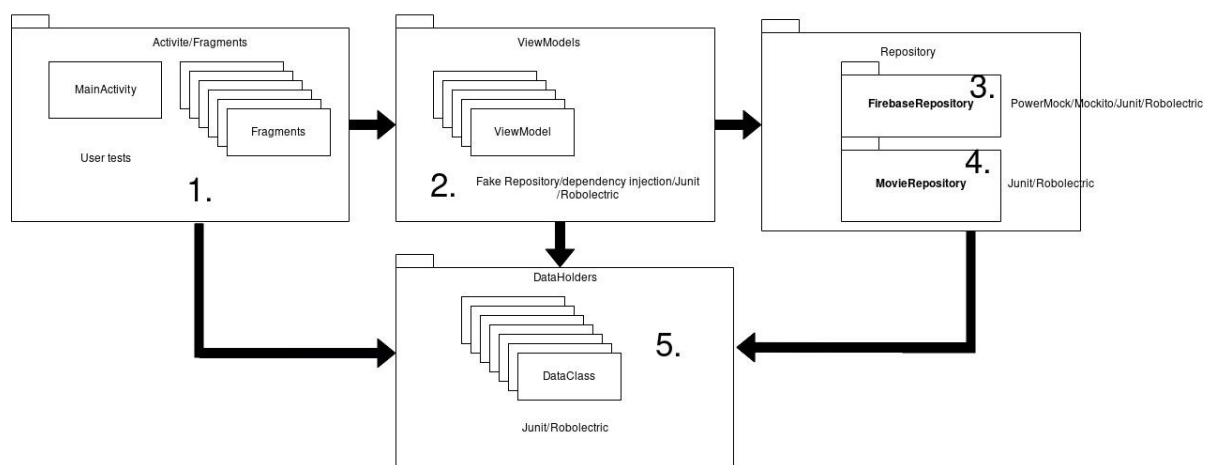 Activite/Fragments
MainActivity
Fragments
User tests
1.
ViewModels
ViewModel
2.
Fake Repository/dependency injection/Junit
/Robolectric
Repository
3.
FirebaseRepository
PowerMock/Mockito/Junit/Robolectric
4.
MovieRepository
Junit/Robolectric
DataHolders
5.
DataClass
Junit/Robolectric